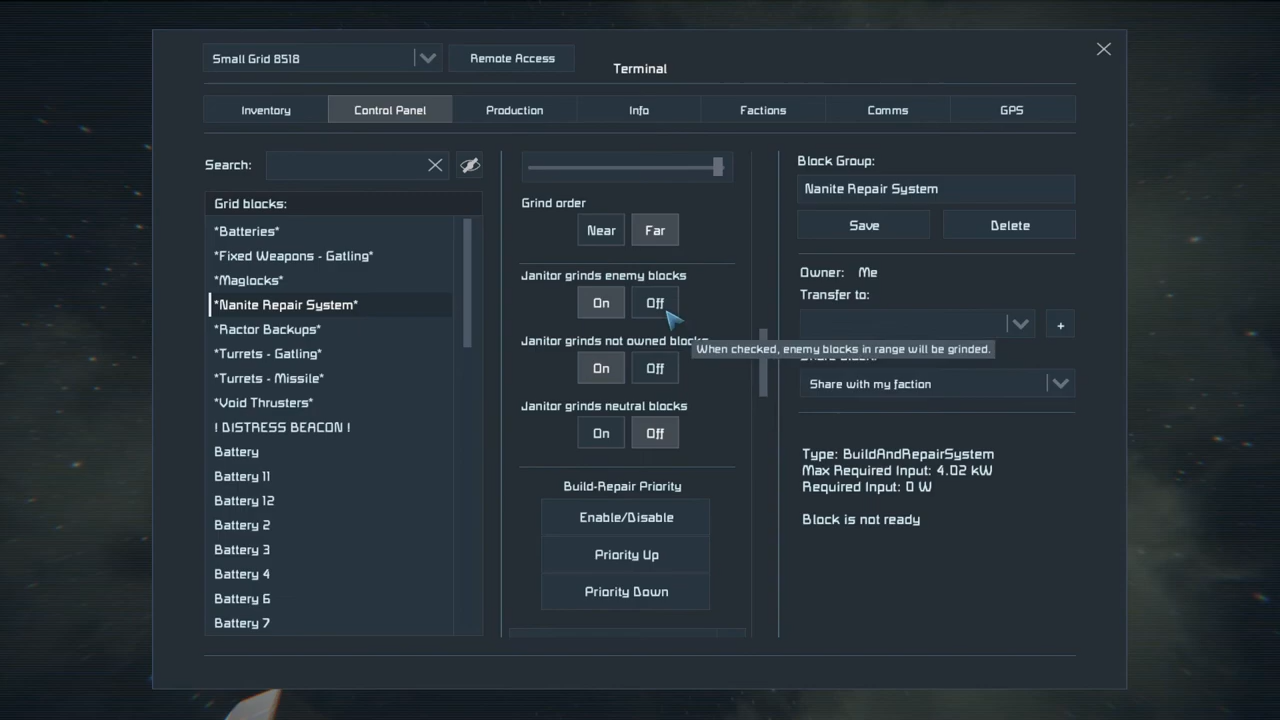 Small Grid 8518
Remote Access
Terminal
Inventory
Control Panel
Production
Info
Factions
Comms
GPS
Search:
Grid blocks:
*Batteries*
*Fixed Weapons - Gatling*
*Maglocks*
*Nanite Repair System*
*Ractor Backups*
*Turrets - Gatling*
*Turrets - Missile*
*Void Thrusters*
! DISTRESS BEACON !
Battery
Battery 11
Battery 12
Battery 2
Battery 3
Battery 4
Battery 6
Battery 7
Grind order
Near
Far
Janitor grinds enemy blocks
On
Off
Janitor grinds not owned blocks
On
Off
When checked, enemy blocks in range will be grinded.
Janitor grinds neutral blocks
On
Off
Build-Repair Priority
Enable/Disable
Priority Up
Priority Down
Block Group:
Nanite Repair System
Save
Delete
Owner: Me
Transfer to:
+
Share with my faction
Type: BuildAndRepairSystem
Max Required Input: 4.02 kW
Required Input: 0 W
Block is not ready